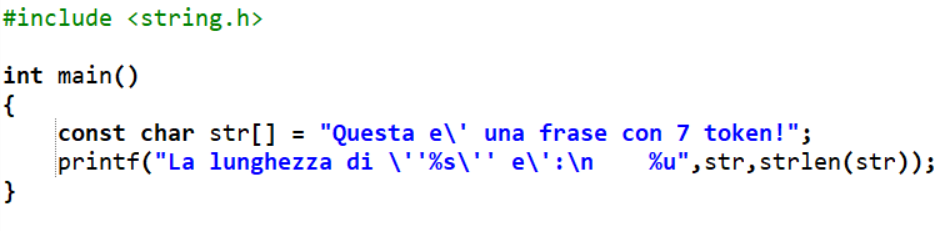 #include <string.h>
int main()
{
const char str[] = "Questa e\' una frase con 7 token!";
printf("La lunghezza di \''%s\'' e\':\n    %u",str,strlen(str));
}